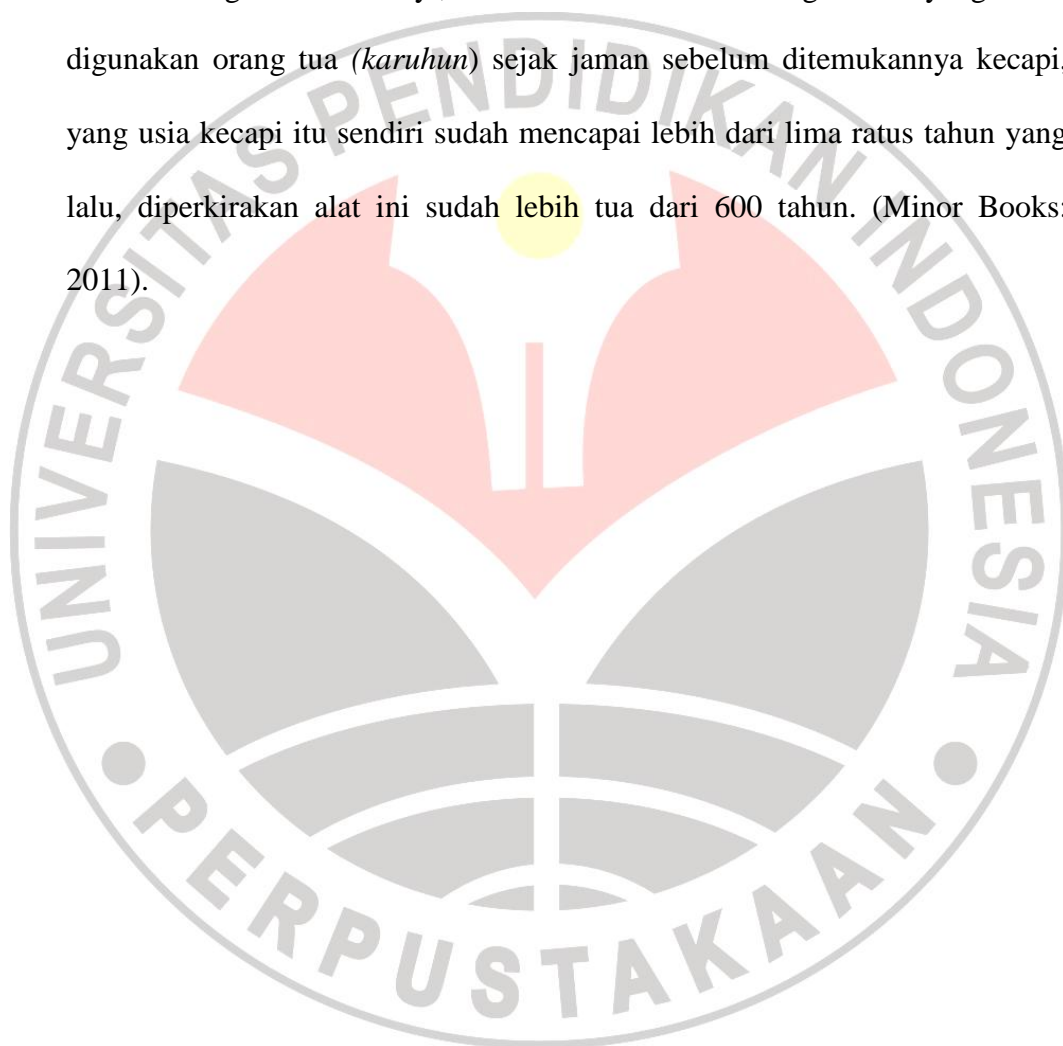 digunakan orang tua (karuhun) sejak jaman sebelum ditemukannya kecapi,
yang usia kecapi itu sendiri sudah mencapai lebih dari lima ratus tahun yang
lalu, diperkirakan alat ini sudah lebih tua dari 600 tahun. (Minor Books:
2011).
UNIVERSITAS PENDIDIKAN INDONESIA
PERPUSTAKAAN